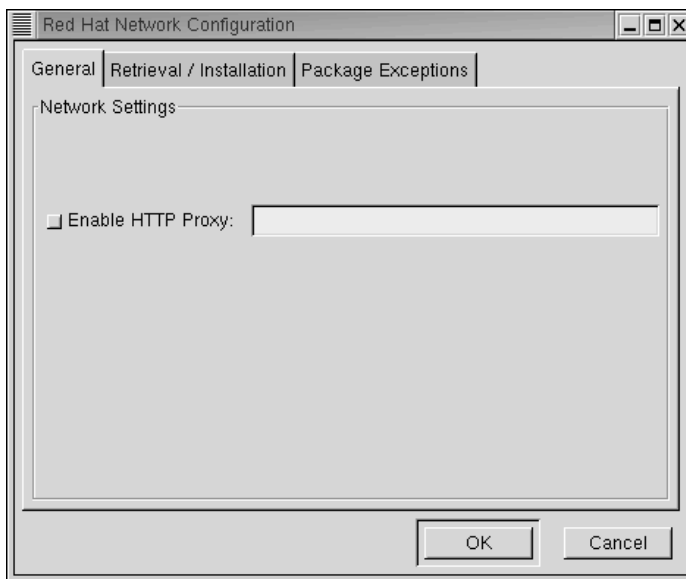 Red Hat Network Configuration
General Retrieval / Installation Package Exceptions
Network Settings
Enable HTTP Proxy:
OK Cancel